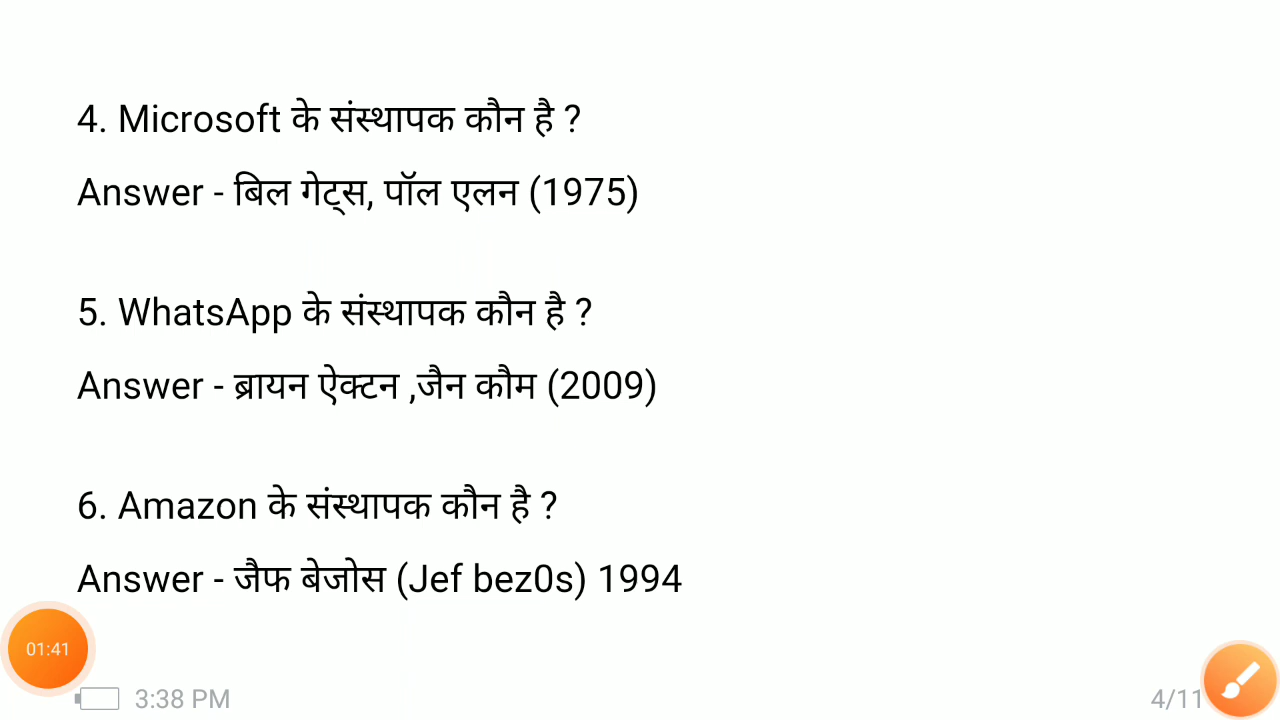 4. Microsoft के संस्थापक कौन है ?
Answer - बिल गेट्स, पॉल एलन (1975)
5. WhatsApp के संस्थापक कौन है ?
Answer - ब्रायन ऐक्टन ,जैन कौम (2009)
6. Amazon के संस्थापक कौन है ?
Answer - जैफ बेजोस (Jef bez0s) 1994
01:41
3:38 PM
4/11